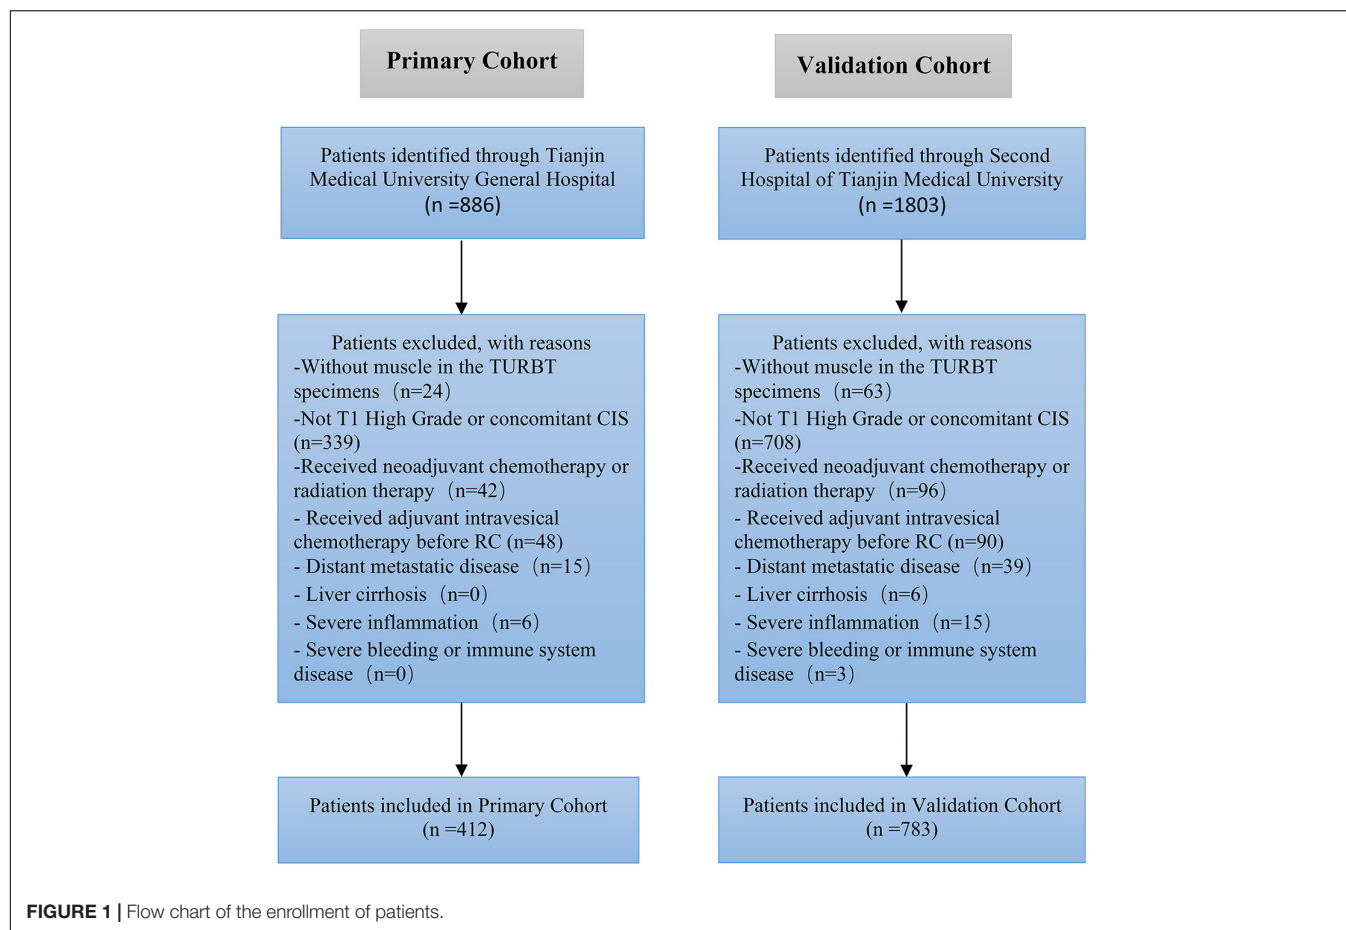 Primary Cohort
Patients identified through Tianjin
Medical University General Hospital
(n =886)
Patients excluded, with reasons
-Without muscle in the TURBT
specimens（n=24）
-Not T1 High Grade or concomitant CIS
(n=339)
-Received neoadjuvant chemotherapy or
radiation therapy（n=42）
- Received adjuvant intravesical
chemotherapy before RC (n=48)
- Distant metastatic disease（n=15）
- Liver cirrhosis（n=0）
- Severe inflammation（n=6）
- Severe bleeding or immune system
disease（n=0）
Patients included in Primary Cohort
(n =412)
Validation Cohort
Patients identified through Second
Hospital of Tianjin Medical University
(n =1803)
Patients excluded, with reasons
-Without muscle in the TURBT
specimens（n=63）
-Not T1 High Grade or concomitant CIS
(n=708)
-Received neoadjuvant chemotherapy or
radiation therapy（n=96）
- Received adjuvant intravesical
chemotherapy before RC (n=90)
- Distant metastatic disease（n=39）
- Liver cirrhosis（n=6）
- Severe inflammation（n=15）
- Severe bleeding or immune system
disease（n=3）
Patients included in Validation Cohort
(n =783)
FIGURE 1 | Flow chart of the enrollment of patients.